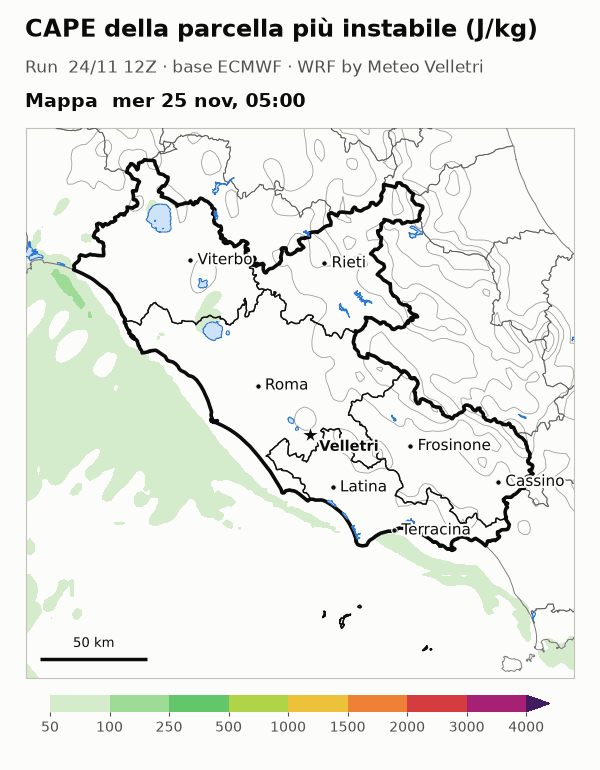 CAPE della parcella più instabile (J/kg)
Run  24/11 12Z · base ECMWF · WRF by Meteo Velletri
Mappa  mer 25 nov, 05:00
Viterbo
Rieti
Roma
Velletri
Frosinone
Latina
Cassino
Terracina
50 km
50 100 250 500 1000 1500 2000 3000 4000